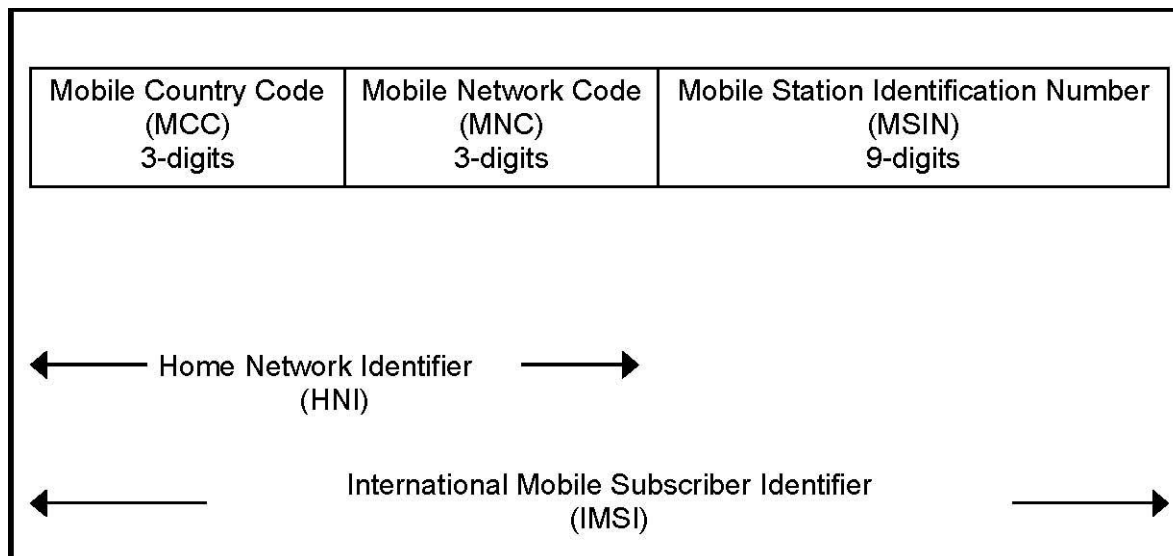 Mobile Country Code
(MCC)
3-digits
Mobile Network Code
(MNC)
3-digits
Mobile Station Identification Number
(MSIN)
9-digits
Home Network Identifier
(HNI)
International Mobile Subscriber Identifier
(IMSI)